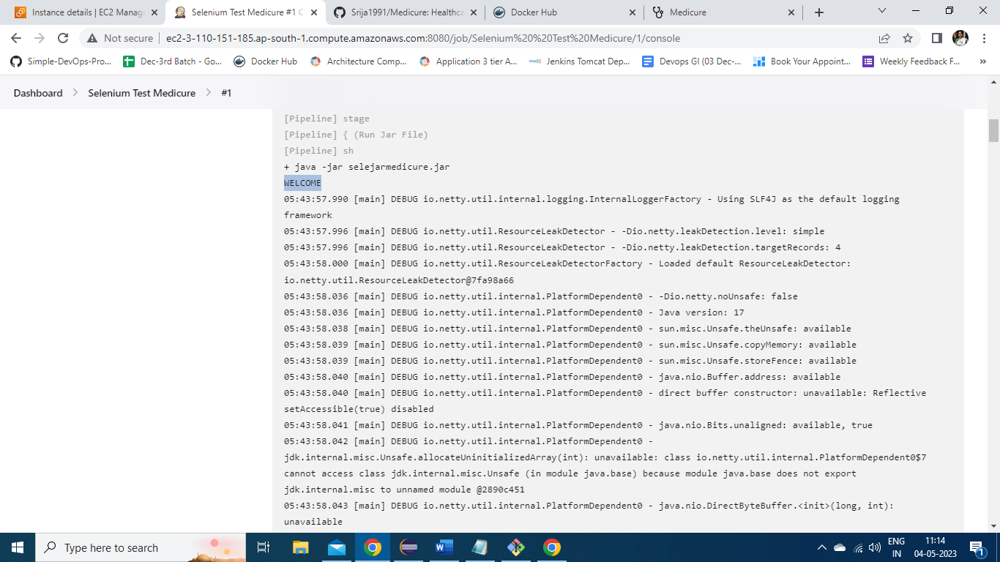 Instance details | EC2 Manag
Selenium Test Medicure #1 C
Srija1991/Medicure: Healthca
Docker Hub
Medicure
Not secure
ec2-3-110-151-185.ap-south-1.compute.amazonaws.com:8080/job/Selenium%20%20Test%20Medicure/1/console
Simple-DevOps-Pro...
Dec-3rd Batch - Go...
Docker Hub
Architecture Comp...
Application 3 tier A...
Jenkins Tomcat Dep...
Devops GI (03 Dec-...
Book Your Appoint...
Weekly Feedback F...
»
Dashboard > Selenium Test Medicure > #1
[Pipeline] stage
[Pipeline] { (Run Jar File)
[Pipeline] sh
+ java -jar selejarmedicure.jar
WELCOME
05:43:57.990 [main] DEBUG io.netty.util.internal.logging.InternalLoggerFactory - Using SLF4J as the default logging
framework
05:43:57.996 [main] DEBUG io.netty.util.ResourceLeakDetector - -Dio.netty.leakDetection.level: simple
05:43:57.996 [main] DEBUG io.netty.util.ResourceLeakDetector - -Dio.netty.leakDetection.targetRecords: 4
05:43:58.000 [main] DEBUG io.netty.util.ResourceLeakDetectorFactory - Loaded default ResourceLeakDetector:
io.netty.util.ResourceLeakDetector@7fa98a66
05:43:58.036 [main] DEBUG io.netty.util.internal.PlatformDependent0 - -Dio.netty.noUnsafe: false
05:43:58.036 [main] DEBUG io.netty.util.internal.PlatformDependent0 - Java version: 17
05:43:58.038 [main] DEBUG io.netty.util.internal.PlatformDependent0 - sun.misc.Unsafe.theUnsafe: available
05:43:58.039 [main] DEBUG io.netty.util.internal.PlatformDependent0 - sun.misc.Unsafe.copyMemory: available
05:43:58.039 [main] DEBUG io.netty.util.internal.PlatformDependent0 - sun.misc.Unsafe.storeFence: available
05:43:58.040 [main] DEBUG io.netty.util.internal.PlatformDependent0 - java.nio.Buffer.address: available
05:43:58.040 [main] DEBUG io.netty.util.internal.PlatformDependent0 - direct buffer constructor: unavailable: Reflective
setAccessible(true) disabled
05:43:58.041 [main] DEBUG io.netty.util.internal.PlatformDependent0 - java.nio.Bits.unaligned: available, true
05:43:58.042 [main] DEBUG io.netty.util.internal.PlatformDependent0 -
jdk.internal.misc.Unsafe.allocateUninitializedArray(int): unavailable: class io.netty.util.internal.PlatformDependent0$7
cannot access class jdk.internal.misc.Unsafe (in module java.base) because module java.base does not export
jdk.internal.misc to unnamed module @2890c451
05:43:58.043 [main] DEBUG io.netty.util.internal.PlatformDependent0 - java.nio.DirectByteBuffer.<init>(long, int):
unavailable
Type here to search
ENG
IN
11:14
04-05-2023
1